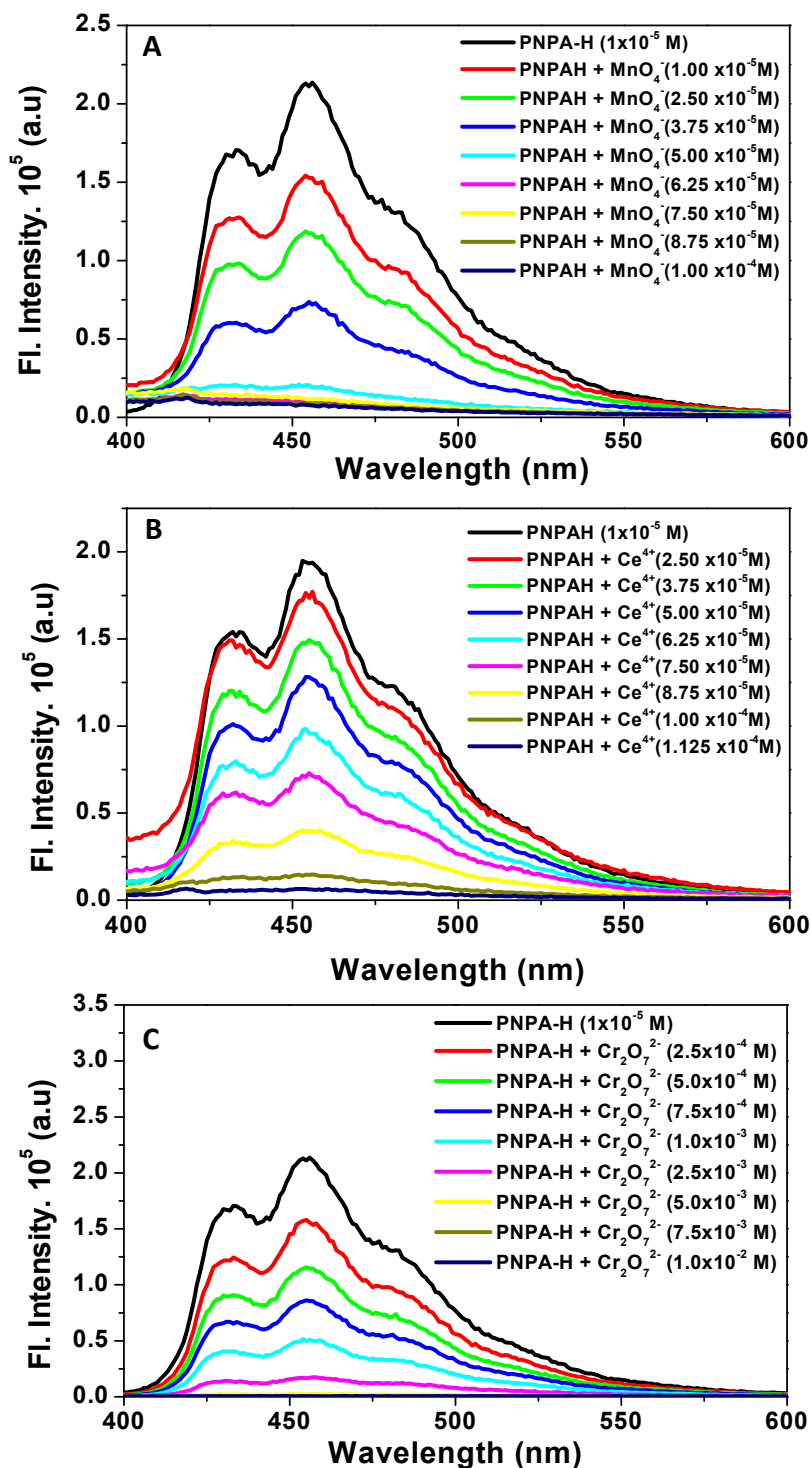 A
PNPA-H (1x10⁻⁵ M)
PNPAH + MnO₄⁻(1.00 x10⁻⁵M)
PNPAH + MnO₄⁻(2.50 x10⁻⁵M)
PNPAH + MnO₄⁻(3.75 x10⁻⁵M)
PNPAH + MnO₄⁻(5.00 x10⁻⁵M)
PNPAH + MnO₄⁻(6.25 x10⁻⁵M)
PNPAH + MnO₄⁻(7.50 x10⁻⁵M)
PNPAH + MnO₄⁻(8.75 x10⁻⁵M)
PNPAH + MnO₄⁻(1.00 x10⁻⁴M)
Fl. Intensity. 10⁵ (a.u)
2.5
2.0
1.5
1.0
0.5
0.0
400 450 500 550 600
Wavelength (nm)
B
PNPAH (1x10⁻⁵ M)
PNPAH + Ce⁴⁺(2.50 x10⁻⁵M)
PNPAH + Ce⁴⁺(3.75 x10⁻⁵M)
PNPAH + Ce⁴⁺(5.00 x10⁻⁵M)
PNPAH + Ce⁴⁺(6.25 x10⁻⁵M)
PNPAH + Ce⁴⁺(7.50 x10⁻⁵M)
PNPAH + Ce⁴⁺(8.75 x10⁻⁵M)
PNPAH + Ce⁴⁺(1.00 x10⁻⁴M)
PNPAH + Ce⁴⁺(1.125 x10⁻⁴M)
Fl. Intensity. 10⁵ (a.u)
2.0
1.5
1.0
0.5
0.0
400 450 500 550 600
Wavelength (nm)
C
PNPA-H (1x10⁻⁵ M)
PNPA-H + Cr₂O₇²⁻ (2.5x10⁻⁴ M)
PNPA-H + Cr₂O₇²⁻ (5.0x10⁻⁴ M)
PNPA-H + Cr₂O₇²⁻ (7.5x10⁻⁴ M)
PNPA-H + Cr₂O₇²⁻ (1.0x10⁻³ M)
PNPA-H + Cr₂O₇²⁻ (2.5x10⁻³ M)
PNPA-H + Cr₂O₇²⁻ (5.0x10⁻³ M)
PNPA-H + Cr₂O₇²⁻ (7.5x10⁻³ M)
PNPA-H + Cr₂O₇²⁻ (1.0x10⁻² M)
Fl. Intensity. 10⁵ (a.u)
3.5
3.0
2.5
2.0
1.5
1.0
0.5
0.0
400 450 500 550 600
Wavelength (nm)